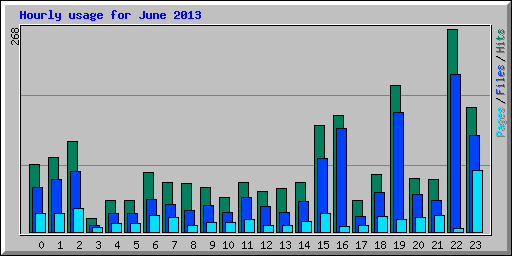 Hourly usage for June 2013
268
Pages/Files/Hits
0 1 2 3 4 5 6 7 8 9 10 11 12 13 14 15 16 17 18 19 20 21 22 23